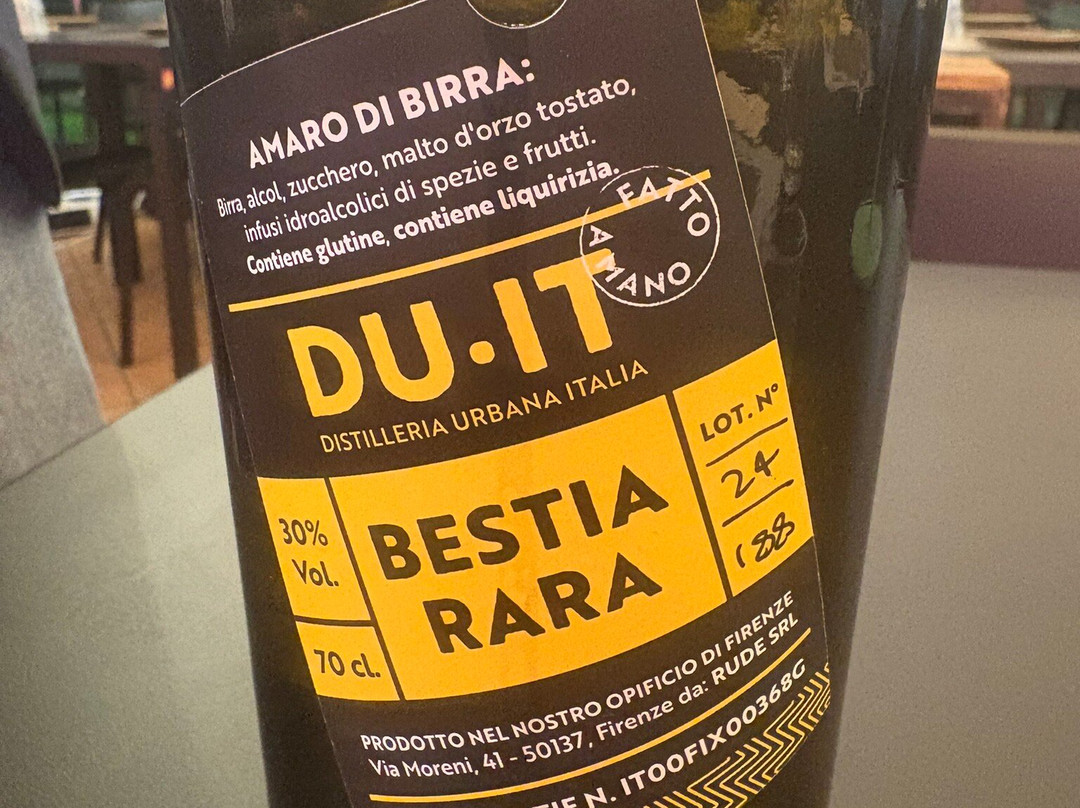 AMARO DI BIRRA:
Birra, alcol, zucchero, malto d'orzo tostato,
infusi idroalcolici di spezie e frutti.
Contiene glutine, contiene liquirizia.
FATTO A MANO
DU·IT
DISTILLERIA URBANA ITALIA
30%
Vol.
70 cl.
BESTIA
RARA
LOT. N°
24
188
PRODOTTO NEL NOSTRO OPIFICIO DI FIRENZE
Via Moreni, 41 - 50137, Firenze da: RUDE SRL
N. IT00FIX00368G